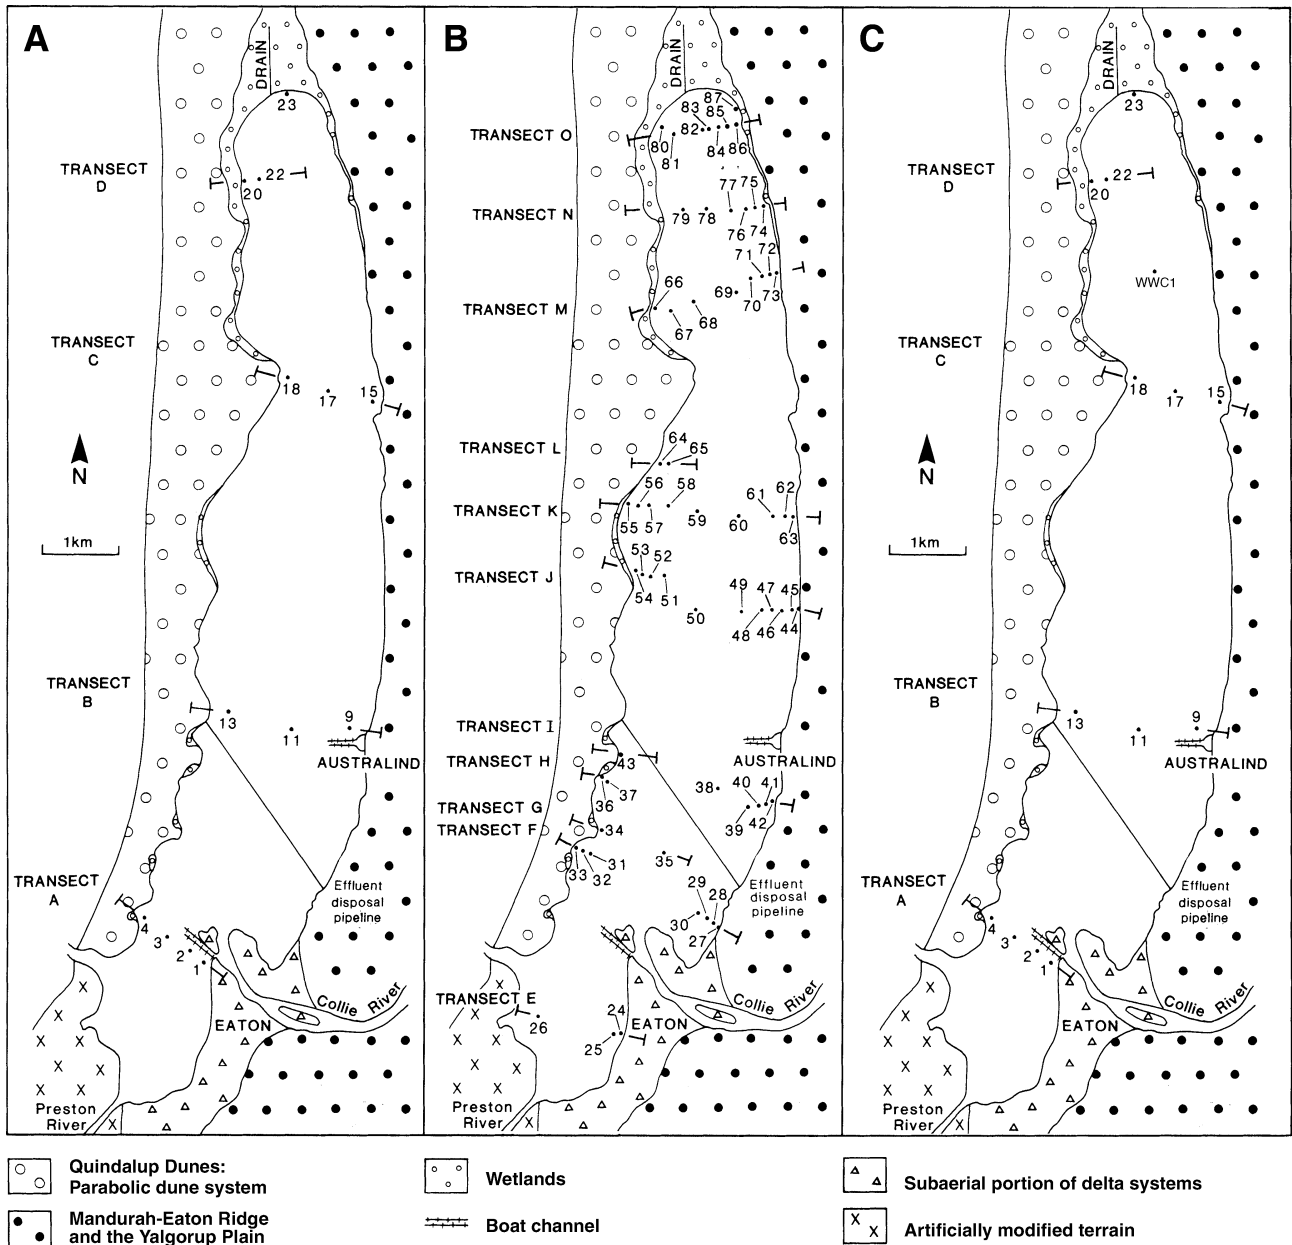 A
DRAIN
23
TRANSECT
D
22
20
TRANSECT
C
18
17
15
N
1km
TRANSECT
B
13
11
9
AUSTRALIND
TRANSECT
A
4
3
2
1
Effluent
disposal
pipeline
Collie River
EATON
Preston
River
B
DRAIN
87
83
85
TRANSECT O
82
80
84
86
81
77
75
TRANSECT N
79
78
76
74
72
71
66
69
70
73
TRANSECT M
68
67
64
TRANSECT L
65
56
58
61
62
TRANSECT K
55
57
59
60
63
53
52
TRANSECT J
54
51
49
47
45
50
48
46
44
TRANSECT I
TRANSECT H
43
AUSTRALIND
37
38
40
41
36
TRANSECT G
39
42
TRANSECT F
34
31
35
33
32
29
28
Effluent
disposal
pipeline
30
27
TRANSECT E
24
Collie River
26
EATON
25
Preston
River
C
DRAIN
23
TRANSECT
D
22
20
WWC1
TRANSECT
C
18
17
15
N
1km
TRANSECT
B
13
11
9
AUSTRALIND
TRANSECT
A
4
3
2
1
Effluent
disposal
pipeline
Collie River
EATON
Preston
River
Quindalup Dunes:
Parabolic dune system
Wetlands
Subaerial portion of delta systems
Mandurah-Eaton Ridge
and the Yalgorup Plain
Boat channel
Artificially modified terrain